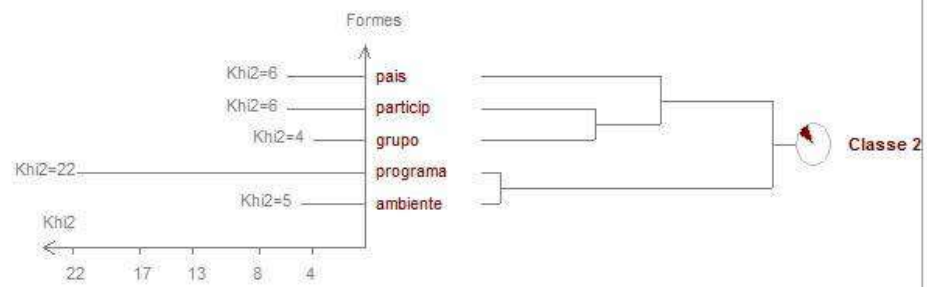 Formes
Khi2=6 pais
Khi2=6 particip
Khi2=4 grupo
Classe 2
Khi2=22 programa
Khi2=5 ambiente
Khi2
22 17 13 8 4